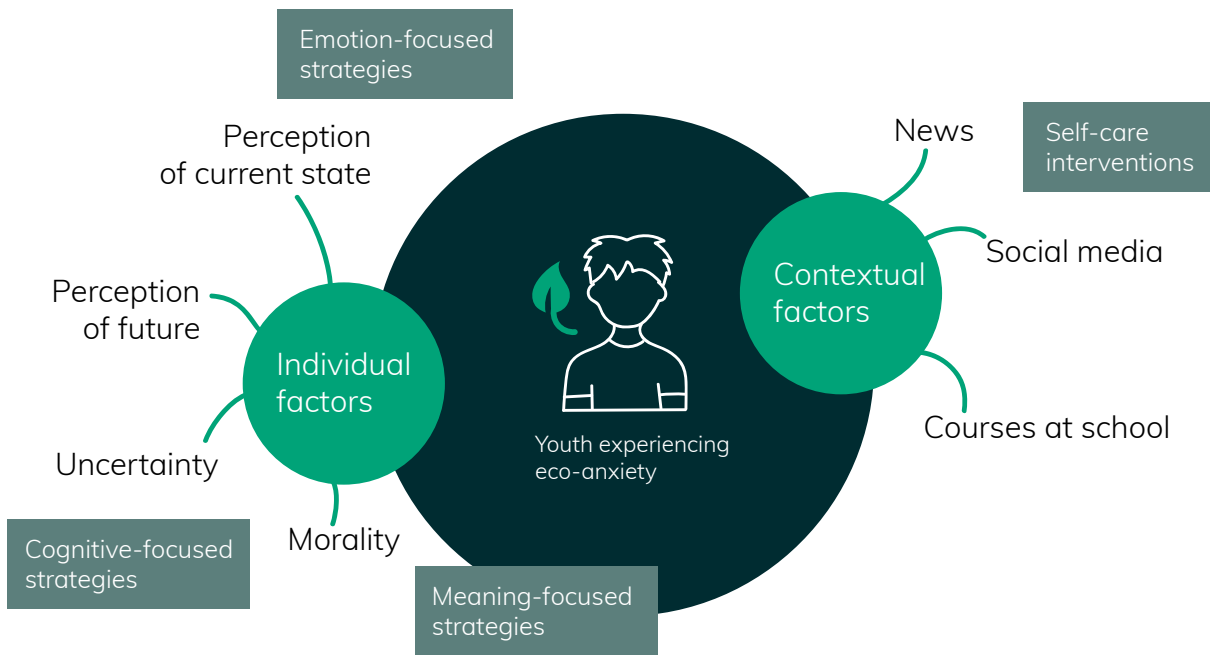 Emotion-focused
strategies
Perception
of current state
News
Self-care
interventions
Social media
Contextual
factors
Perception
of future
Individual
factors
Courses at school
Youth experiencing
eco-anxiety
Uncertainty
Morality
Cognitive-focused
strategies
Meaning-focused
strategies